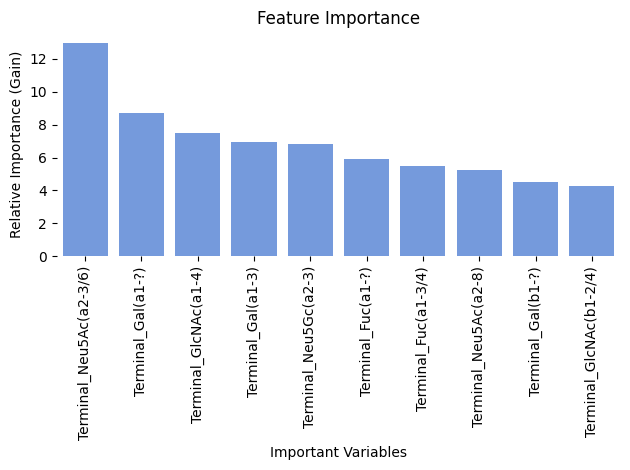 Feature Importance
Relative Importance (Gain)
12
10
8
6
4
2
0
Terminal_Neu5Ac(a2-3/6)
Terminal_Gal(a1-?)
Terminal_GlcNAc(a1-4)
Terminal_Gal(a1-3)
Terminal_Neu5Gc(a2-3)
Terminal_Fuc(a1-?)
Terminal_Fuc(a1-3/4)
Terminal_Neu5Ac(a2-8)
Terminal_Gal(b1-?)
Terminal_GlcNAc(b1-2/4)
Important Variables